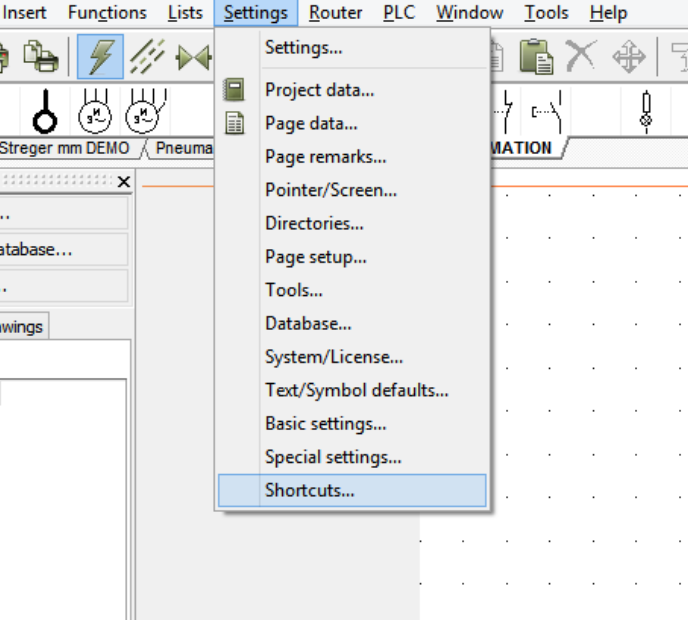 Insert Functions Lists Settings Router PLC Window Tools Help
Settings...
Project data...
Page data...
Page remarks...
Pointer/Screen...
Directories...
Page setup...
Tools...
Database...
System/License...
Text/Symbol defaults...
Basic settings...
Special settings...
Shortcuts...
Streger mm DEMO
Pneuma
MATION
..
atabase...
.
wings